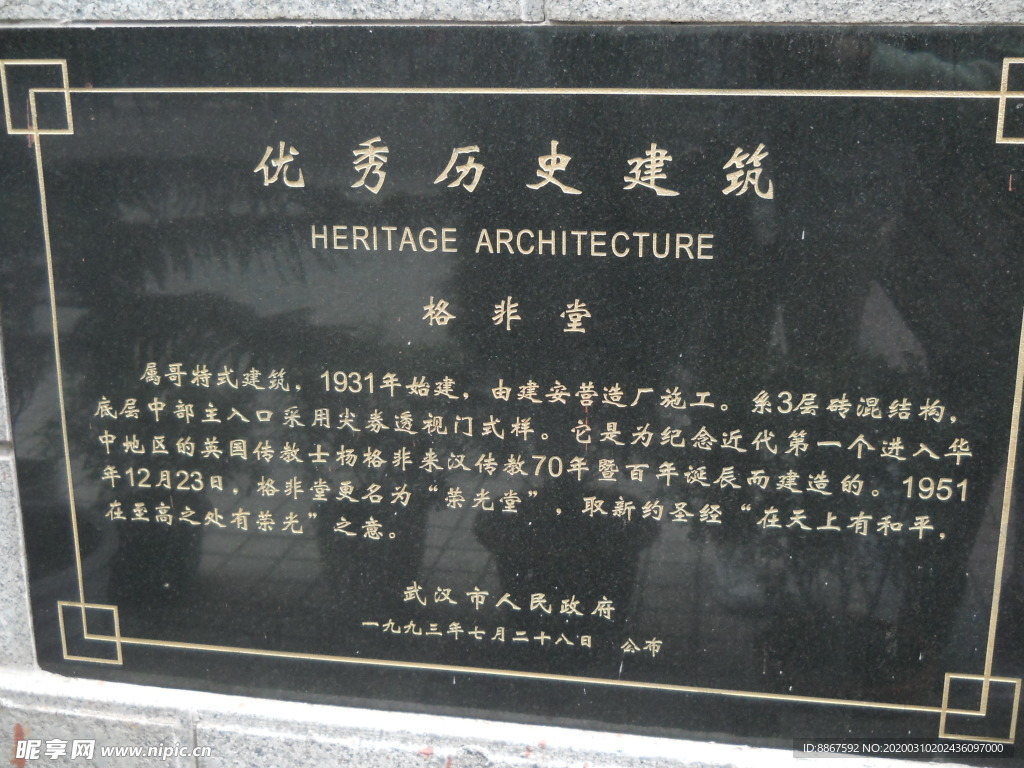 优秀历史建筑
HERITAGE ARCHITECTURE
格非堂
属哥特式建筑，1931年始建，由建安营造厂施工。系3层砖混结构，
底层中部主入口采用尖券透视门式样。它是为纪念近代第一个进入华
中地区的英国传教士杨格非来汉传教70年暨百年诞辰而建造的。1951
年12月23日，格非堂更名为“荣光堂”，取新约圣经“在天上有和平，
在至高之处有荣光”之意。
武汉市人民政府
一九九三年七月二十八日 公布
昵享网 www.nipic.cn
ID:8867592 NO:20200310202436097000